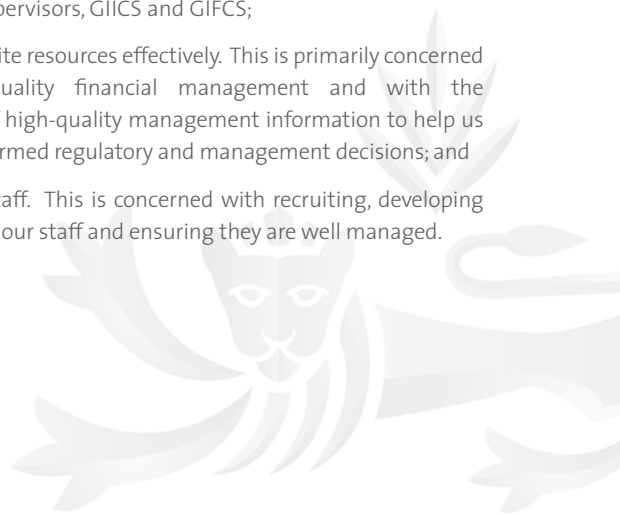 pervisors, GIICS and GIFCS;
ite resources effectively. This is primarily concerned
uality financial management and with the
high-quality management information to help us
rmed regulatory and management decisions; and
aff. This is concerned with recruiting, developing
our staff and ensuring they are well managed.